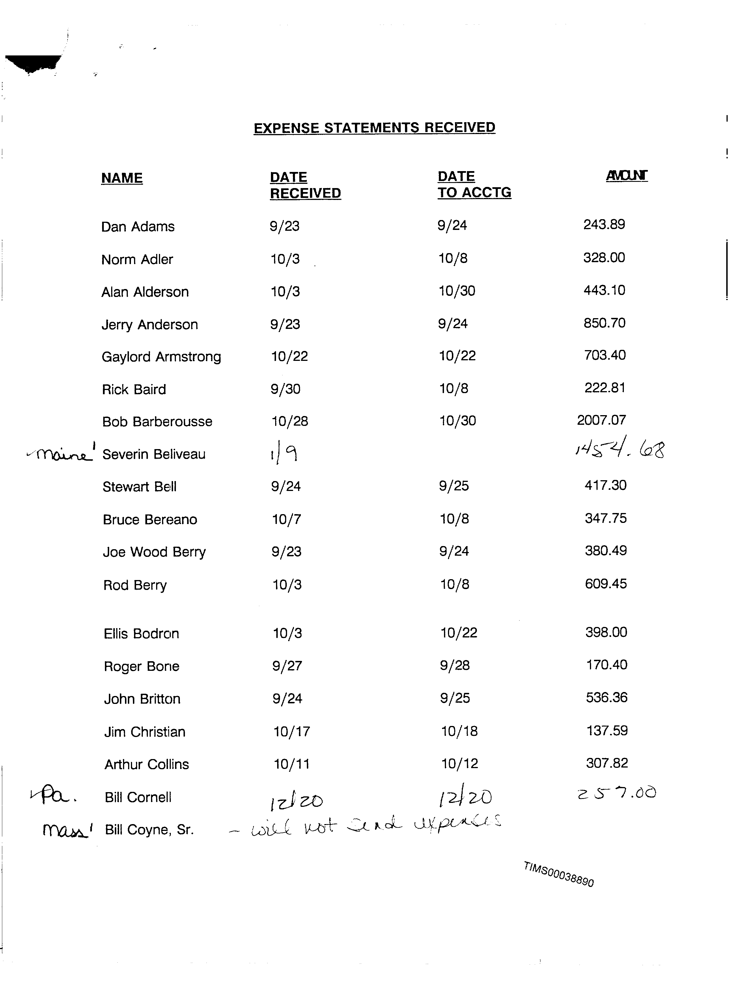 EXPENSE STATEMENTS RECEIVED
NAME DATE RECEIVED DATE TO ACCTG AMOUNT
Dan Adams 9/23 9/24 243.89
Norm Adler 10/3 10/8 328.00
Alan Alderson 10/3 10/30 443.10
Jerry Anderson 9/23 9/24 850.70
Gaylord Armstrong 10/22 10/22 703.40
Rick Baird 9/30 10/8 222.81
Bob Barberousse 10/28 10/30 2007.07
Maine Severin Beliveau 1/9 1454.68
Stewart Bell 9/24 9/25 417.30
Bruce Bereano 10/7 10/8 347.75
Joe Wood Berry 9/23 9/24 380.49
Rod Berry 10/3 10/8 609.45
Ellis Bodron 10/3 10/22 398.00
Roger Bone 9/27 9/28 170.40
John Britton 9/24 9/25 536.36
Jim Christian 10/17 10/18 137.59
Arthur Collins 10/11 10/12 307.82
Pa. Bill Cornell 12/20 12/20 257.00
Mass Bill Coyne, Sr. - will not send expenses
TIMS00038890